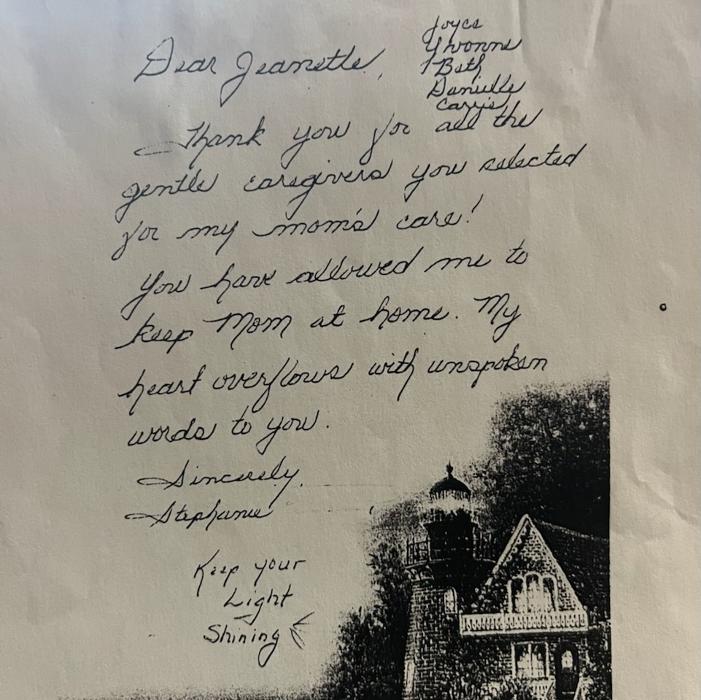 Dear Jeanette,
Joyce
Yvonne
Beth
Danielle
Carrie
Thank you for all the
gentle caregivers you selected
for my mom's care!
You have allowed me to
keep Mom at home. My
heart overflows with unspoken
words to you.
Sincerely,
Stephanie
Keep your
Light
Shining